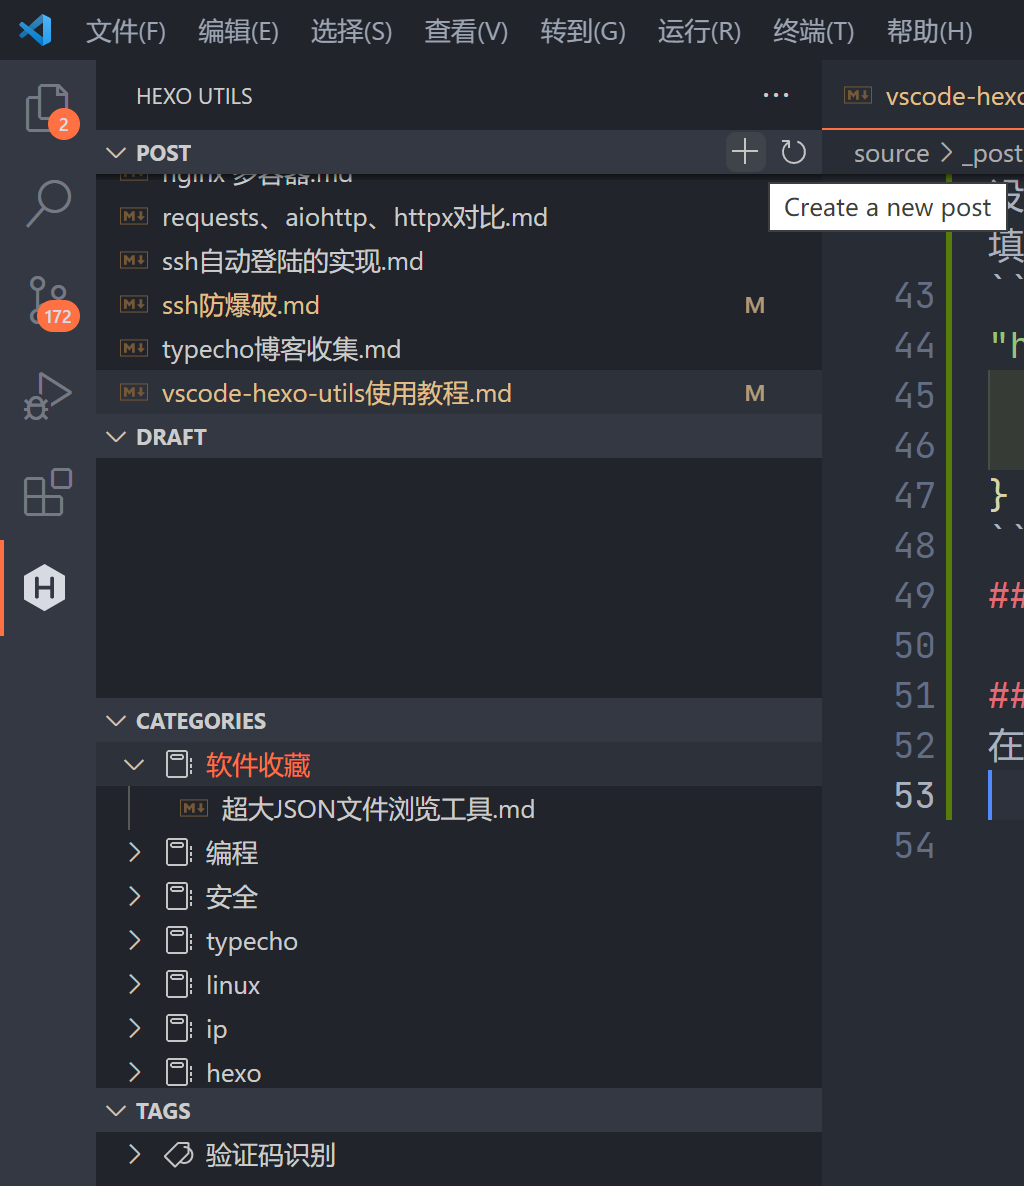 文件(F) 编辑(E) 选择(S) 查看(V) 转到(G) 运行(R) 终端(T) 帮助(H)
2
172
HEXO UTILS
POST
nginx 多容器.md
requests、aiohttp、httpx对比.md
ssh自动登陆的实现.md
ssh防爆破.md M
typecho博客收集.md
vscode-hexo-utils使用教程.md M
DRAFT
CATEGORIES
软件收藏
超大JSON文件浏览工具.md
编程
安全
typecho
linux
ip
hexo
TAGS
验证码识别
vscode-hexo
source > _post
Create a new post
填
43 ``
44 "h
45
46
47 }
48 ``
49 ##
50
51 ##
52 在
53
54